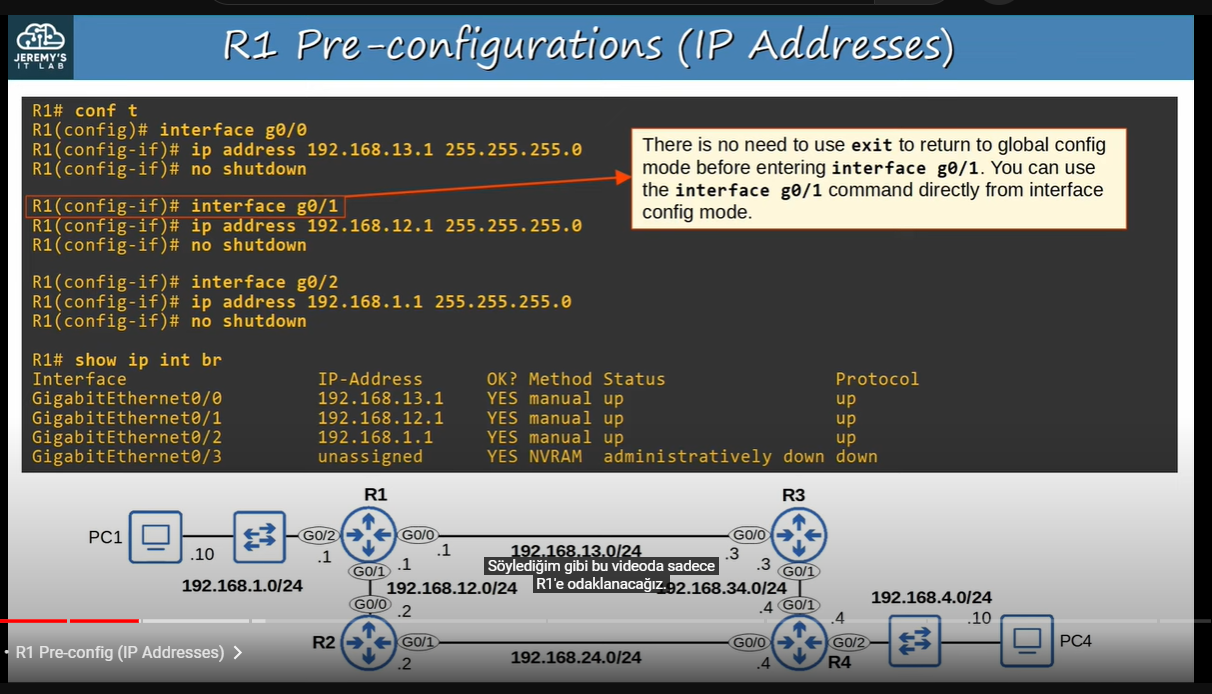 JEREMY'S
IT LAB
R1 Pre-configurations (IP Addresses)
R1# conf t
R1(config)# interface g0/0
R1(config-if)# ip address 192.168.13.1 255.255.255.0
R1(config-if)# no shutdown
R1(config-if)# interface g0/1
R1(config-if)# ip address 192.168.12.1 255.255.255.0
R1(config-if)# no shutdown
R1(config-if)# interface g0/2
R1(config-if)# ip address 192.168.1.1 255.255.255.0
R1(config-if)# no shutdown
There is no need to use exit to return to global config
mode before entering interface g0/1. You can use
the interface g0/1 command directly from interface
config mode.
R1# show ip int br
Interface IP-Address OK? Method Status Protocol
GigabitEthernet0/0 192.168.13.1 YES manual up up
GigabitEthernet0/1 192.168.12.1 YES manual up up
GigabitEthernet0/2 192.168.1.1 YES manual up up
GigabitEthernet0/3 unassigned YES NVRAM administratively down down
R1 R3
PC1 G0/2 G0/0 G0/0
.10 .1 .1 192.168.13.0/24 .3
G0/1 .1 .3 G0/1
Söylediğim gibi bu videoda sadece
R1'e odaklanacağız.
192.168.1.0/24 192.168.12.0/24 192.168.34.0/24 192.168.4.0/24
G0/0 .2 .4 G0/1 .4 .10
R2 G0/1 G0/0 G0/2 PC4
.2 192.168.24.0/24 .4 R4
• R1 Pre-config (IP Addresses)